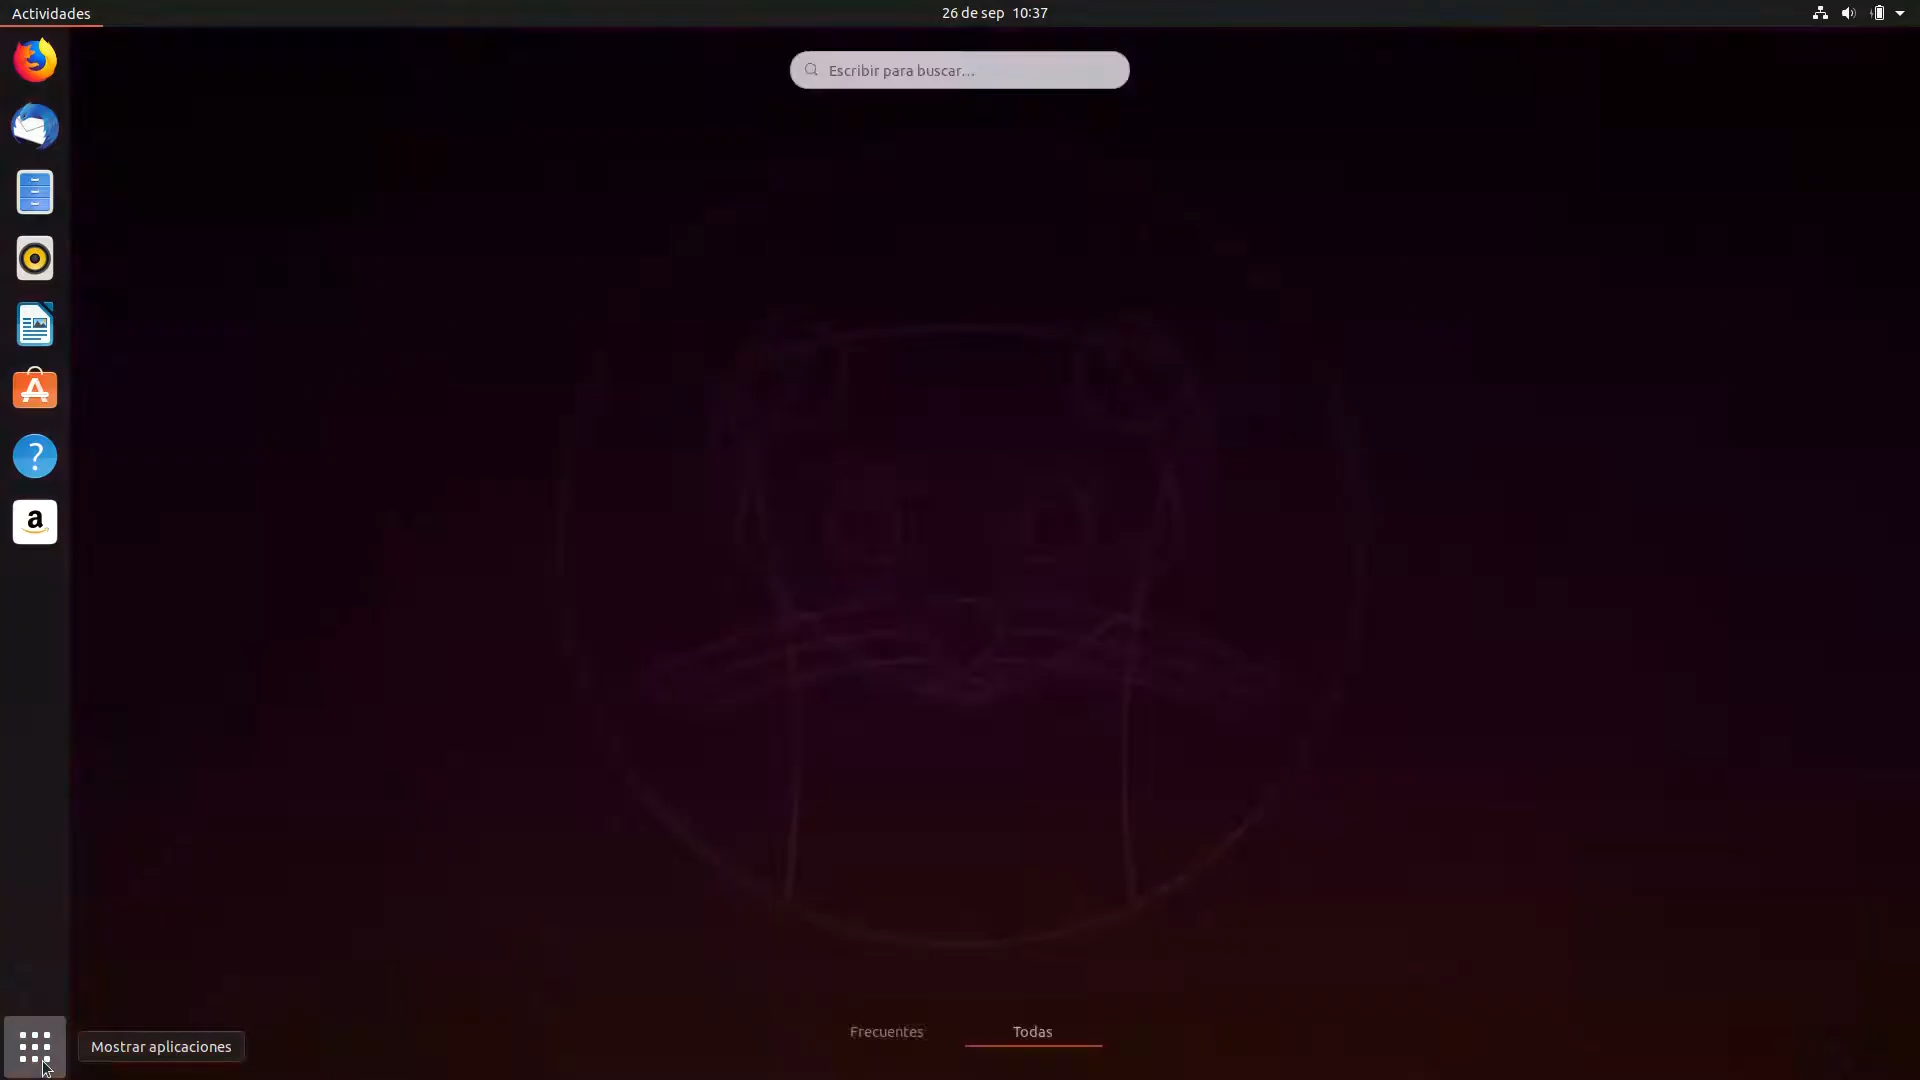 Actividades
26 de sep 10:37
Escribir para buscar...
?
a
Frecuentes
Todas
Mostrar aplicaciones